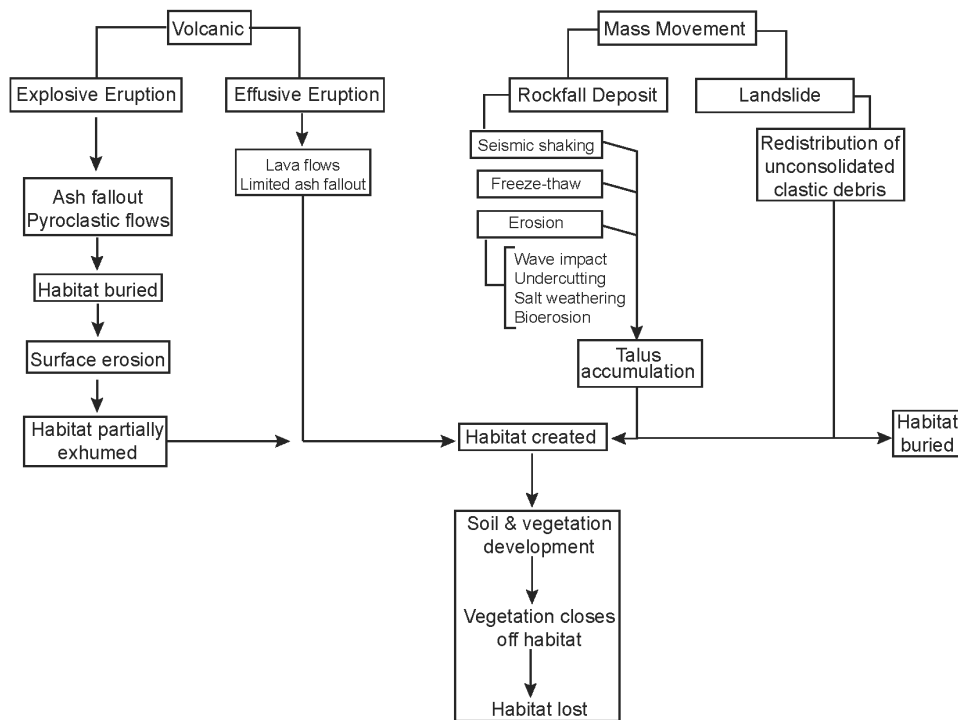 Volcanic
Mass Movement
Explosive Eruption
Effusive Eruption
Rockfall Deposit
Landslide
Lava flows
Limited ash fallout
Seismic shaking
Redistribution of
unconsolidated
clastic debris
Ash fallout
Pyroclastic flows
Freeze-thaw
Erosion
Wave impact
Undercutting
Salt weathering
Bioerosion
Habitat buried
Surface erosion
Talus
accumulation
Habitat partially
exhumed
Habitat created
Habitat
buried
Soil & vegetation
development
Vegetation closes
off habitat
Habitat lost